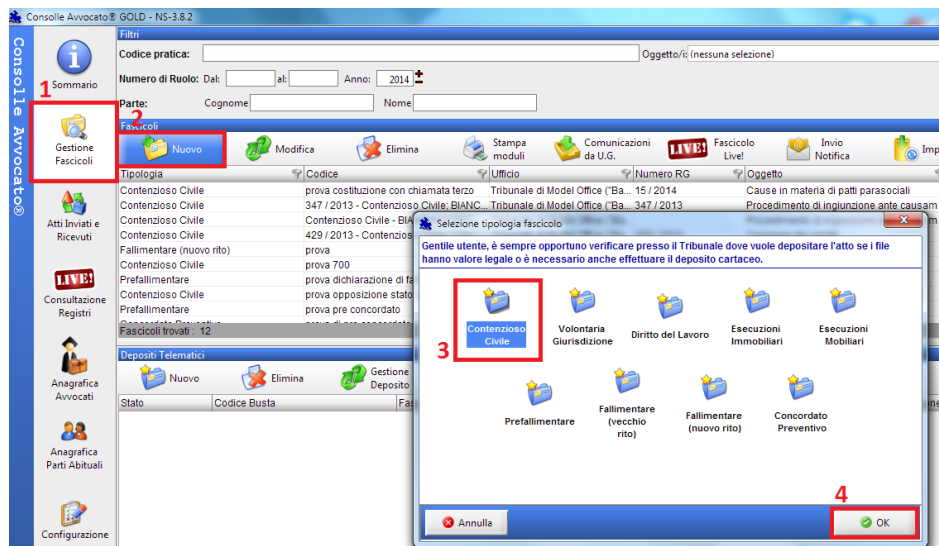 Consolle Avvocato® GOLD - NS-3.8.2
Consolle Avvocato®
1
Sommario
Gestione
Fascicoli
Atti Inviati e
Ricevuti
LIVE!
Consultazione
Registri
Anagrafica
Avvocati
Anagrafica
Parti Abituali
Configurazione
Filtri
Codice pratica: Oggetto/i: (nessuna selezione)
Numero di Ruolo: Dal: al: Anno: 2014
Parte: Cognome Nome
2
Fascicoli
Nuovo Modifica Elimina Stampa moduli Comunicazioni da U.G. LIVE! Fascicolo Live! Invio Notifica Imp
Tipologia Codice Ufficio Numero RG Oggetto
Contenzioso Civile prova costituzione con chiamata terzo Tribunale di Model Office ("Ba... 15 / 2014 Cause in materia di patti parasociali
Contenzioso Civile 347 / 2013 - Contenzioso Civile; BIANC... Tribunale di Model Office ("Ba... 347 / 2013 Procedimento di ingiunzione ante causam
Contenzioso Civile Contenzioso Civile - BIA
Contenzioso Civile 429 / 2013 - Contenzios
Fallimentare (nuovo rito) prova
Contenzioso Civile prova 700
Prefallimentare prova dichiarazione di fa
Contenzioso Civile prova opposizione stato
Prefallimentare prova pre concordato
Fascicoli trovati : 12
Depositi Telematici
Nuovo Elimina Gestione Deposito
Stato Codice Busta Fas
Selezione tipologia fascicolo
Gentile utente, è sempre opportuno verificare presso il Tribunale dove vuole depositare l'atto se i file
hanno valore legale o è necessario anche effettuare il deposito cartaceo.
3
Contenzioso
Civile
Volontaria
Giurisdizione
Diritto del Lavoro
Esecuzioni
Immobiliari
Esecuzioni
Mobiliari
Prefallimentare
Fallimentare
(vecchio
rito)
Fallimentare
(nuovo rito)
Concordato
Preventivo
4
Annulla
OK